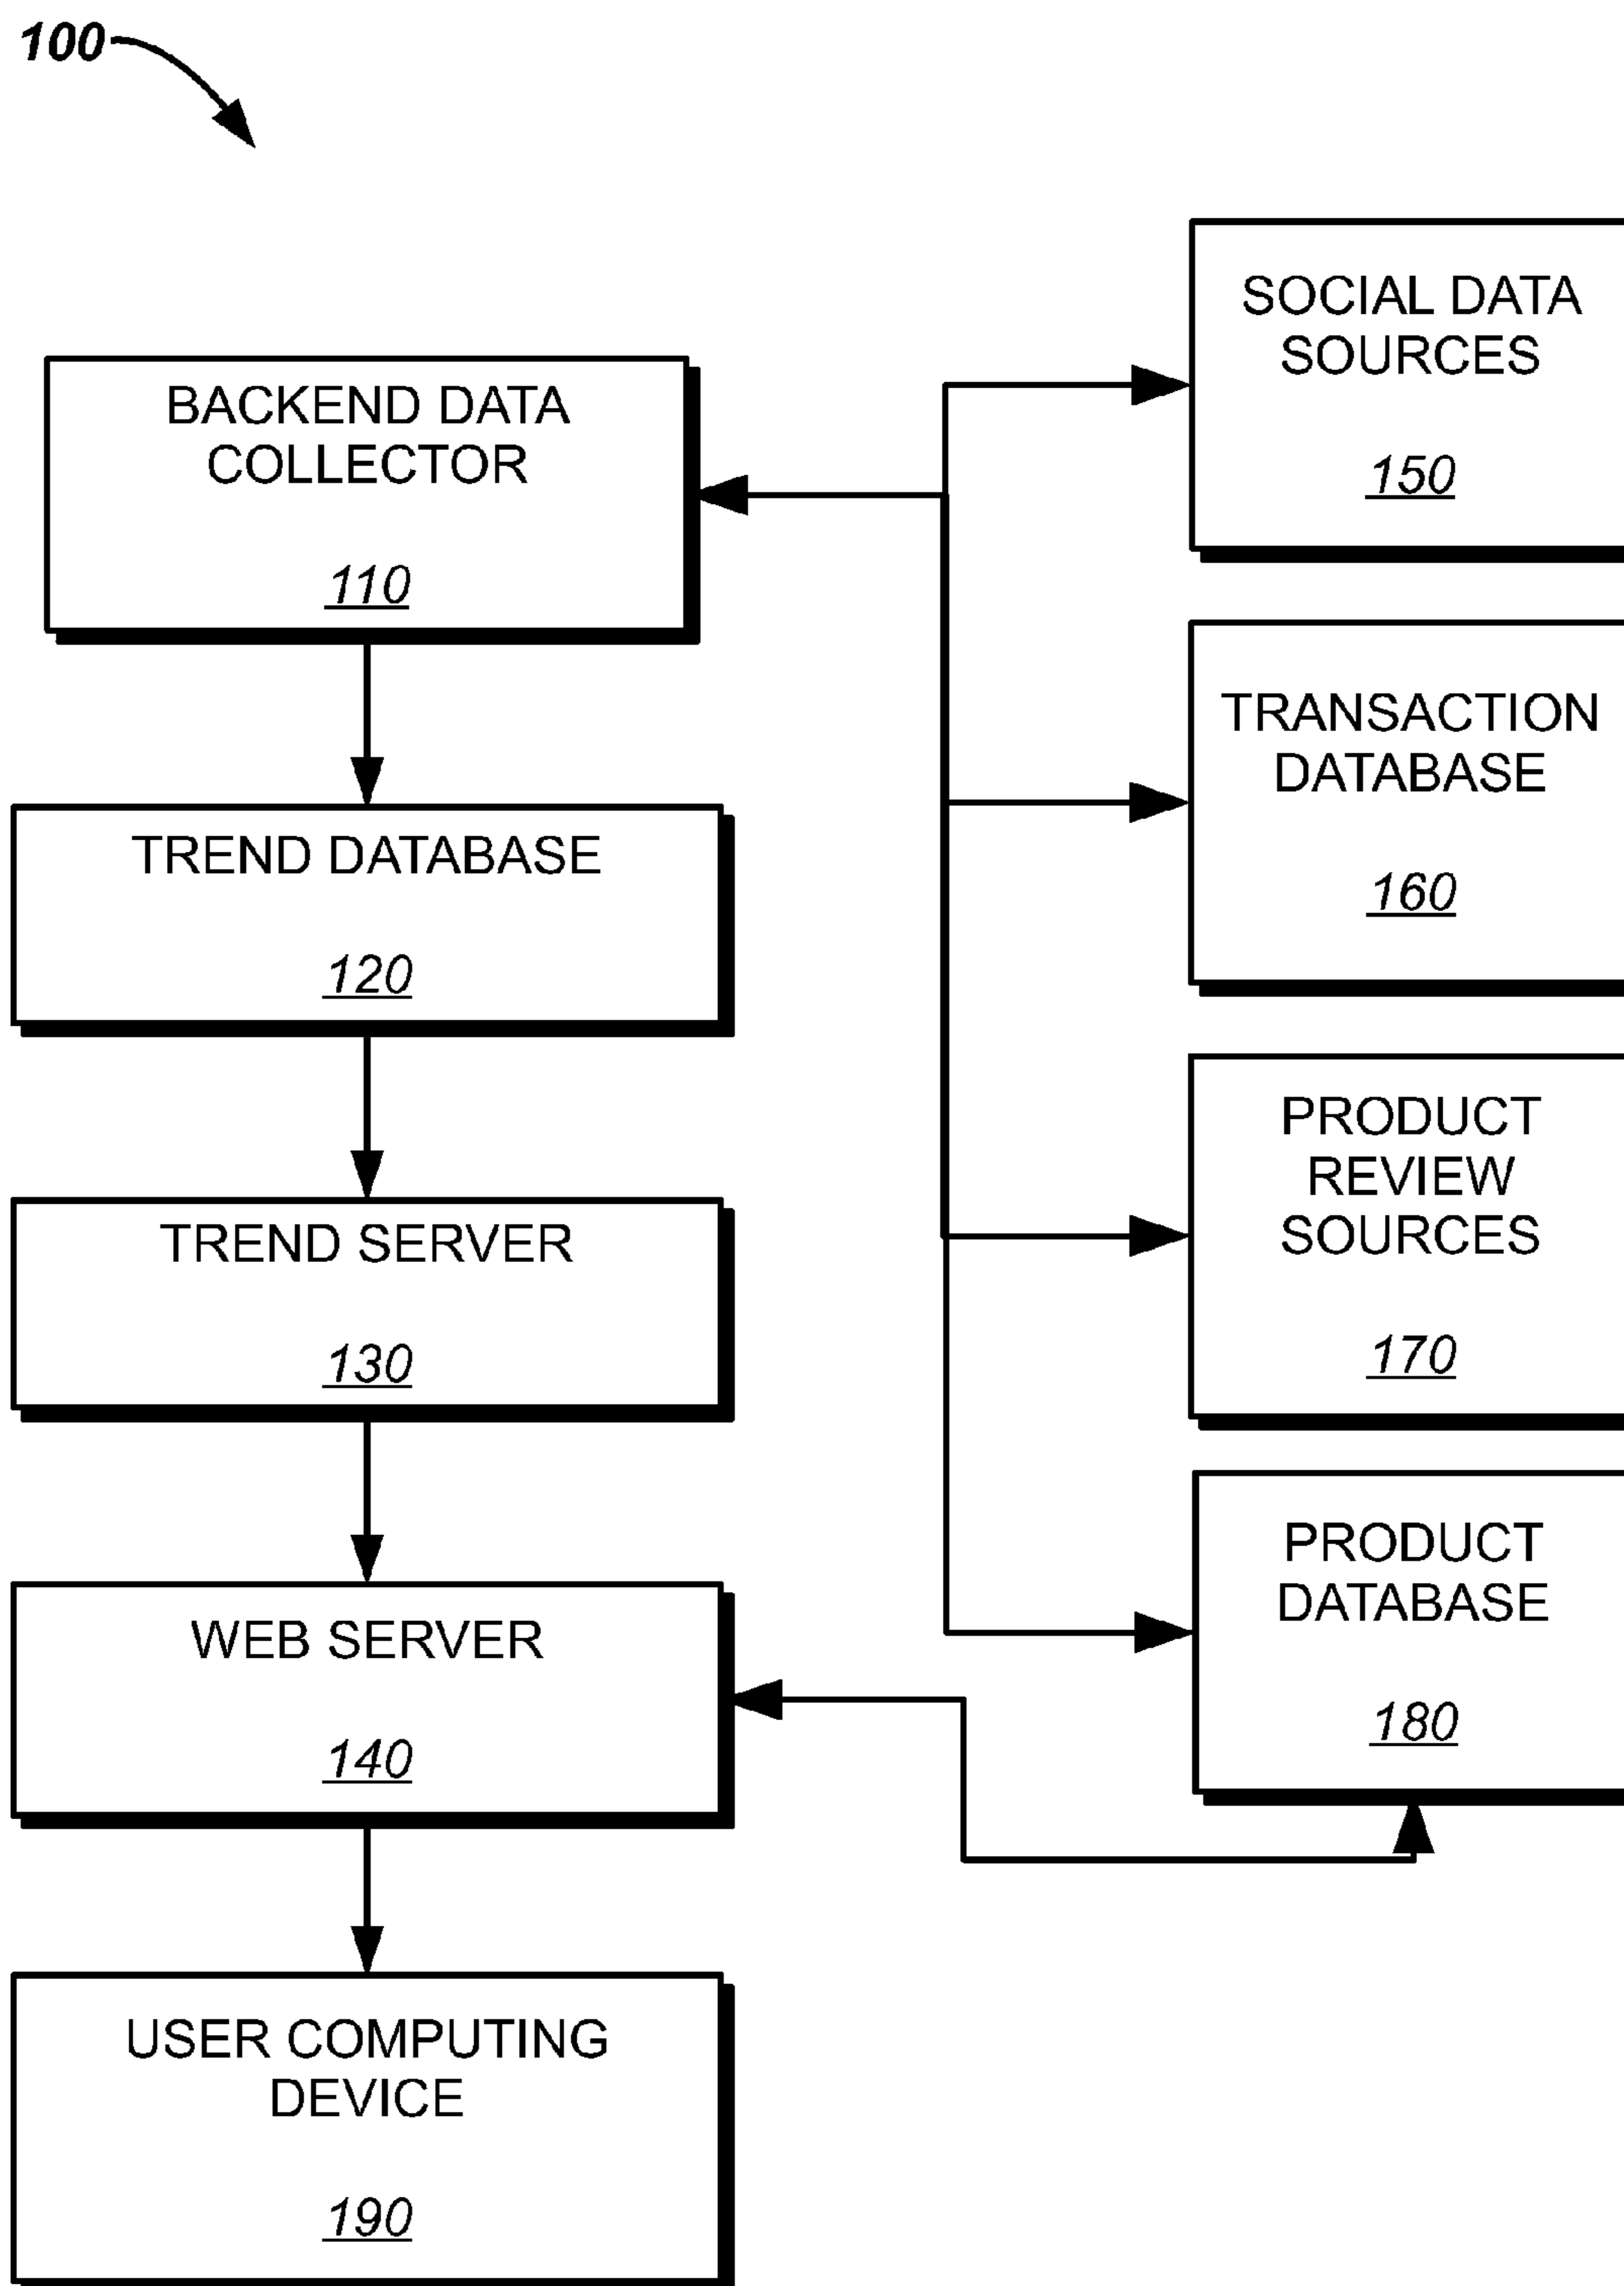 100
BACKEND DATA
COLLECTOR
110
TREND DATABASE
120
TREND SERVER
130
WEB SERVER
140
USER COMPUTING
DEVICE
190
SOCIAL DATA
SOURCES
150
TRANSACTION
DATABASE
160
PRODUCT
REVIEW
SOURCES
170
PRODUCT
DATABASE
180